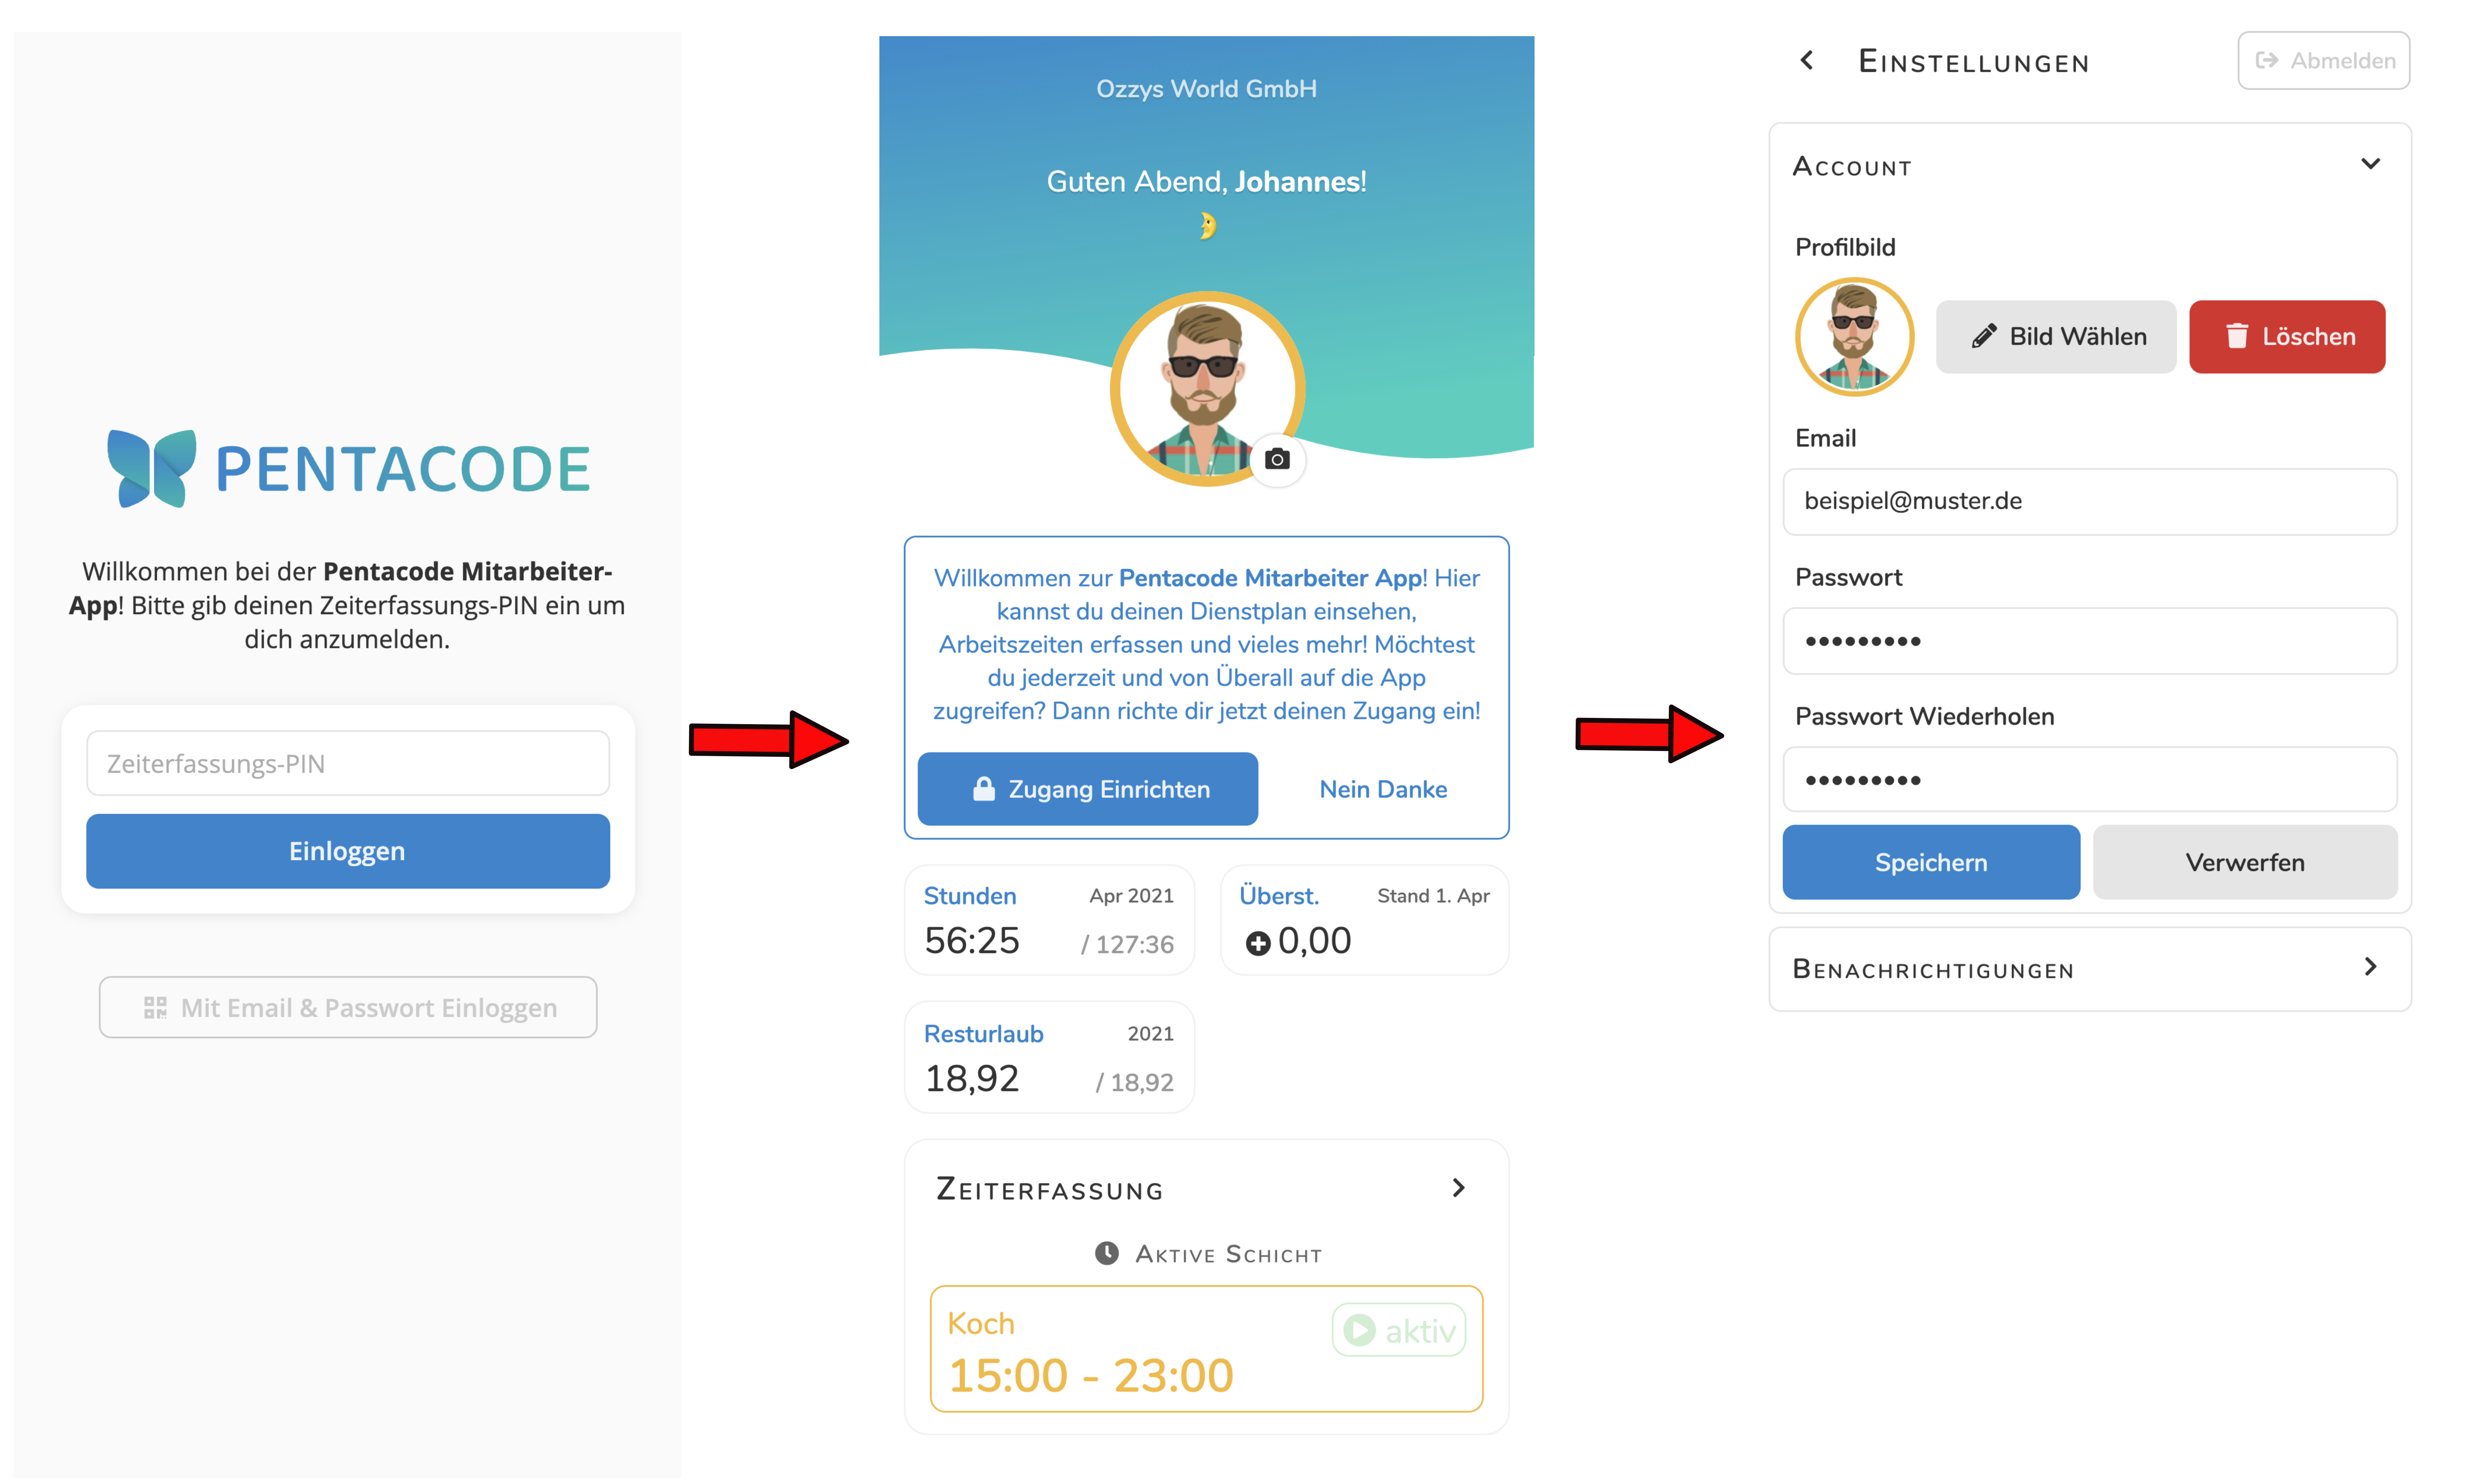 PENTACODE
Willkommen bei der Pentacode Mitarbeiter-
App! Bitte gib deinen Zeiterfassungs-PIN ein um
dich anzumelden.
Zeiterfassungs-PIN
Einloggen
Mit Email & Passwort Einloggen
Ozzys World GmbH
Guten Abend, Johannes!
Willkommen zur Pentacode Mitarbeiter App! Hier
kannst du deinen Dienstplan einsehen,
Arbeitszeiten erfassen und vieles mehr! Möchtest
du jederzeit und von Überall auf die App
zugreifen? Dann richte dir jetzt deinen Zugang ein!
Zugang Einrichten Nein Danke
Stunden Apr 2021
56:25 / 127:36
Überst. Stand 1. Apr
0,00
Resturlaub 2021
18,92 / 18,92
Zeiterfassung
Aktive Schicht
Koch aktiv
15:00 - 23:00
Einstellungen Abmelden
Account
Profilbild
Bild Wählen Löschen
Email
beispiel@muster.de
Passwort
•••••••••
Passwort Wiederholen
•••••••••
Speichern Verwerfen
Benachrichtigungen